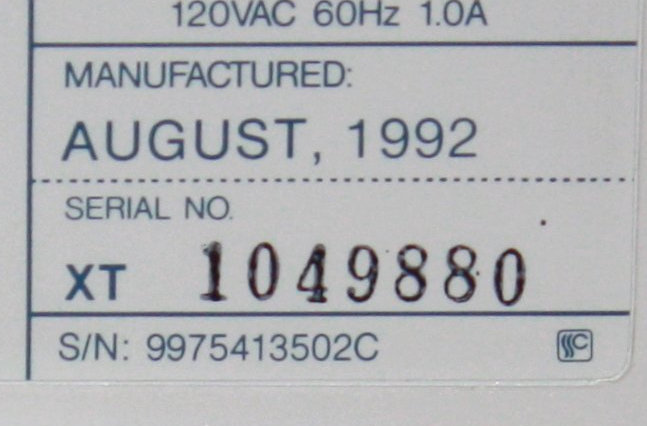 120VAC 60Hz 1.0A
MANUFACTURED:
AUGUST, 1992
SERIAL NO.
XT 1049880
S/N: 9975413502C